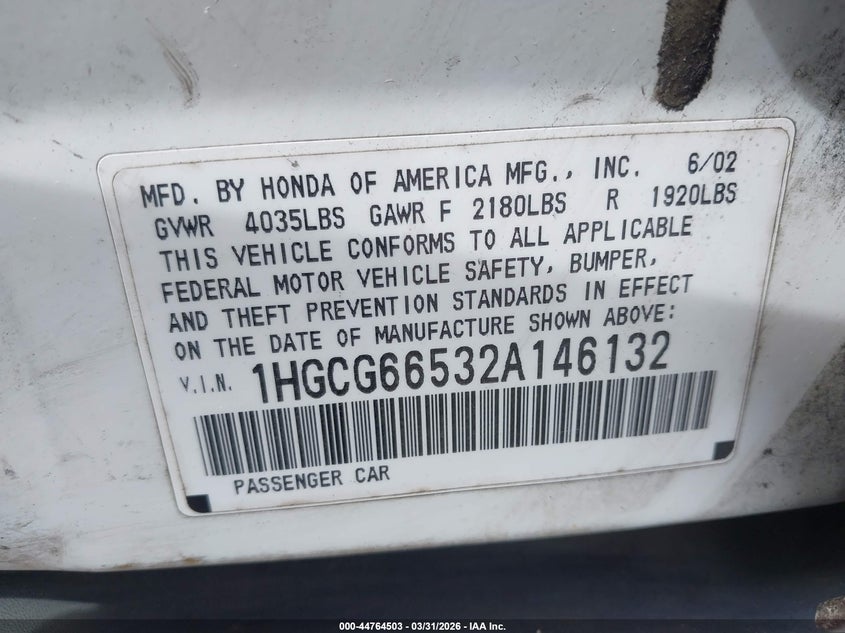 MFD. BY HONDA OF AMERICA MFG., INC. 6/02
GVWR 4035LBS GAWR F 2180LBS R 1920LBS
THIS VEHICLE CONFORMS TO ALL APPLICABLE
FEDERAL MOTOR VEHICLE SAFETY, BUMPER,
AND THEFT PREVENTION STANDARDS IN EFFECT
ON THE DATE OF MANUFACTURE SHOWN ABOVE:
V.I.N. 1HGCG66532A146132
PASSENGER CAR
000-44764503 - 03/31/2026 - IAA Inc.